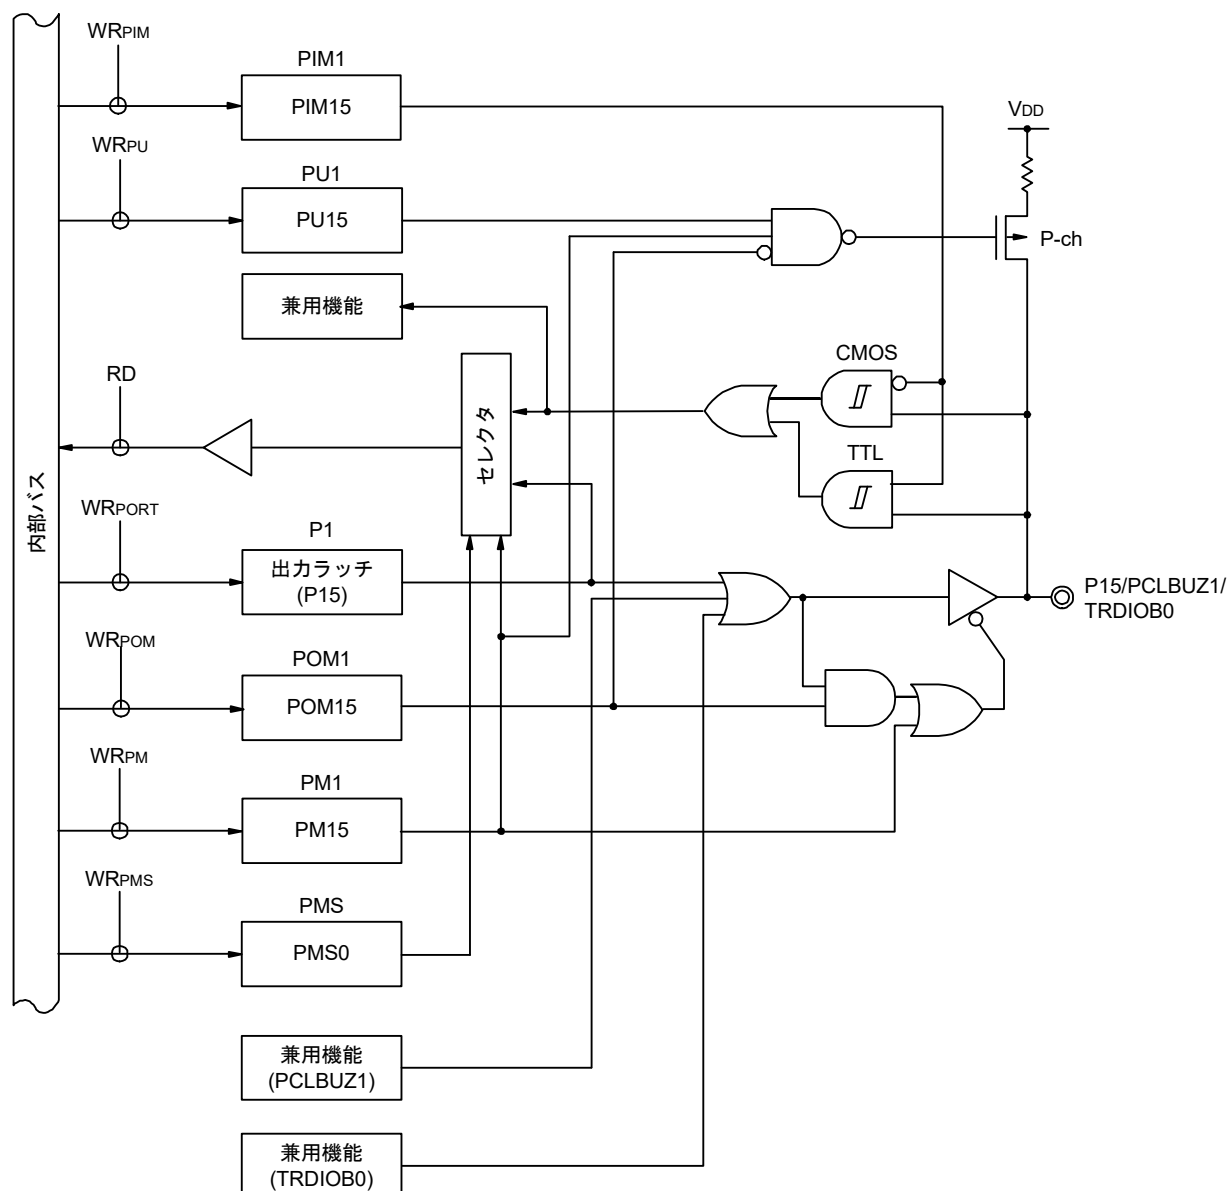 WRPIM
PIM1
PIM15
VDD
WRPU
PU1
PU15
P-ch
兼用機能
CMOS
RD
セレクタ
TTL
内部バス
WRPORT
P1
出力ラッチ
(P15)
P15/PCLBUZ1/
TRDIOB0
WRPOM
POM1
POM15
WRPM
PM1
PM15
WRPMS
PMS
PMS0
兼用機能
(PCLBUZ1)
兼用機能
(TRDIOB0)